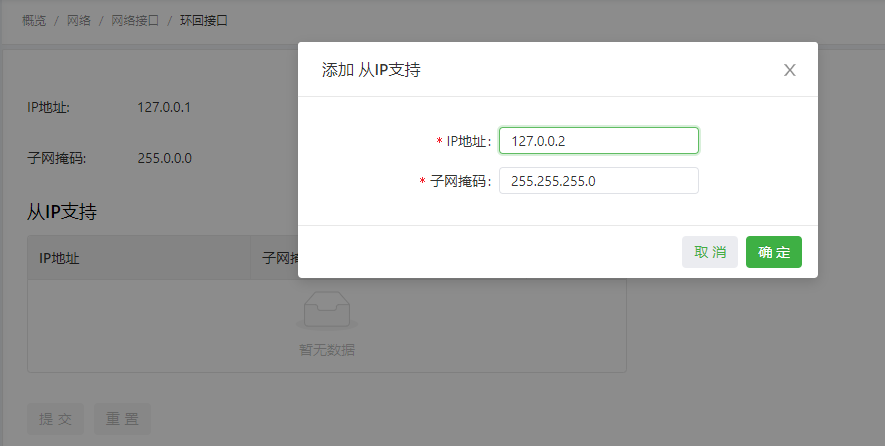 概览 / 网络 / 网络接口 / 环回接口
添加 从IP支持
IP地址: 127.0.0.1
* IP地址: 127.0.0.2
子网掩码: 255.0.0.0
* 子网掩码: 255.255.255.0
从IP支持
取 消 确 定
IP地址 子网掩
暂无数据
提 交 重 置